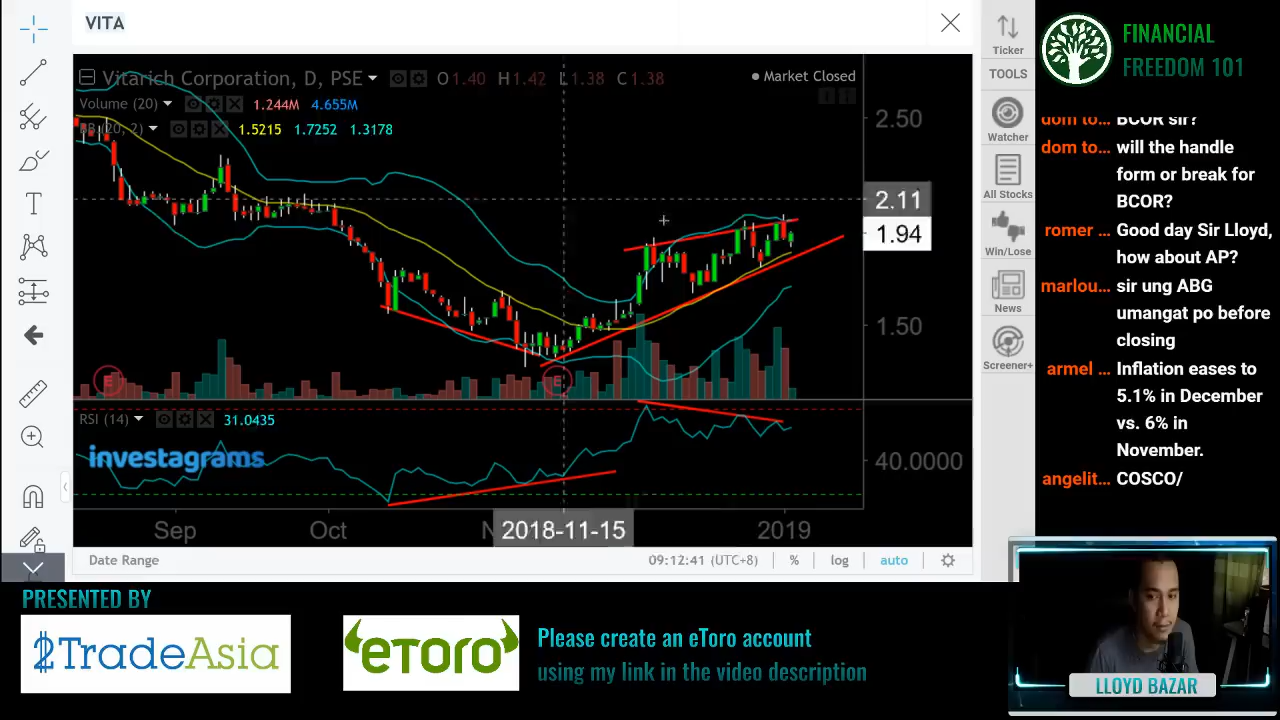 VITA
Vitarich Corporation, D, PSE
O 1.40 H 1.42 L 1.38 C 1.38
Market Closed
Volume (20)
1.244M 4.655M
BB (20, 2)
1.5215 1.7252 1.3178
2.50
2.11
1.94
1.50
E
E
RSI (14)
31.0435
investagrams
40.0000
Sep
Oct
N
2018-11-15
2019
Date Range
09:12:41 (UTC+8)
%
log
auto
T
Ticker
TOOLS
Watcher
All Stocks
Win/Lose
News
Screener+
FINANCIAL
FREEDOM 101
dom to... BCOR sir?
dom to... will the handle
form or break for
BCOR?
romer ... Good day Sir Lloyd,
how about AP?
marlou... sir ung ABG
umangat po before
closing
armel ... Inflation eases to
5.1% in December
vs. 6% in
November.
angelit... COSCO/
PRESENTED BY
2TradeAsia
eToro
Please create an eToro account
using my link in the video description
LLOYD BAZAR